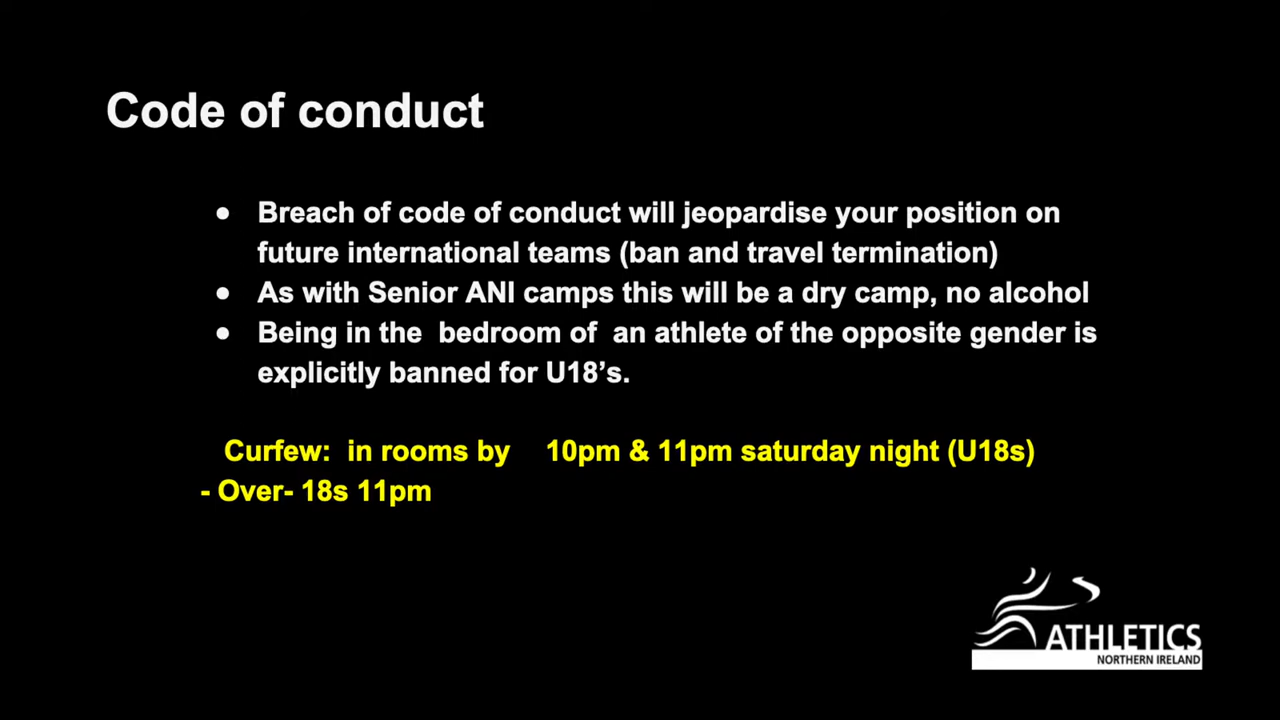 Code of conduct
● Breach of code of conduct will jeopardise your position on
future international teams (ban and travel termination)
● As with Senior ANI camps this will be a dry camp, no alcohol
● Being in the  bedroom of  an athlete of the opposite gender is
explicitly banned for U18’s.
Curfew:  in rooms by    10pm & 11pm saturday night (U18s)
- Over- 18s 11pm
ATHLETICS
NORTHERN IRELAND